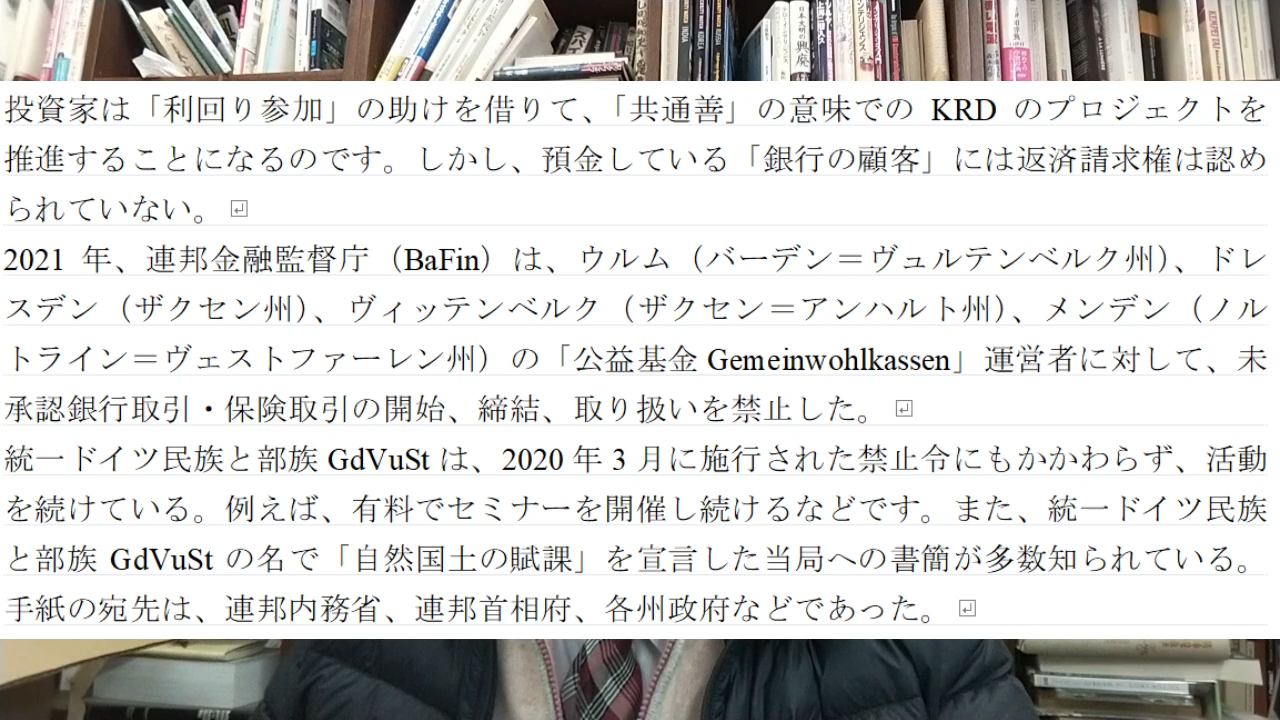 投資家は「利回り参加」の助けを借りて、「共通善」の意味での KRD のプロジェクトを
推進することになるのです。しかし、預金している「銀行の顧客」には返済請求権は認め
られていない。
2021 年、連邦金融監督庁（BaFin）は、ウルム（バーデン＝ヴュルテンベルク州）、ドレ
スデン（ザクセン州）、ヴィッテンベルク（ザクセン＝アンハルト州）、メンデン（ノル
トライン＝ヴェストファーレン州）の「公益基金 Gemeinwohlkassen」運営者に対して、未
承認銀行取引・保険取引の開始、締結、取り扱いを禁止した。
統一ドイツ民族と部族 GdVuSt は、2020 年 3 月に施行された禁止令にもかかわらず、活動
を続けている。例えば、有料でセミナーを開催し続けるなどです。また、統一ドイツ民族
と部族 GdVuSt の名で「自然国土の賦課」を宣言した当局への書簡が多数知られている。
手紙の宛先は、連邦内務省、連邦首相府、各州政府などであった。